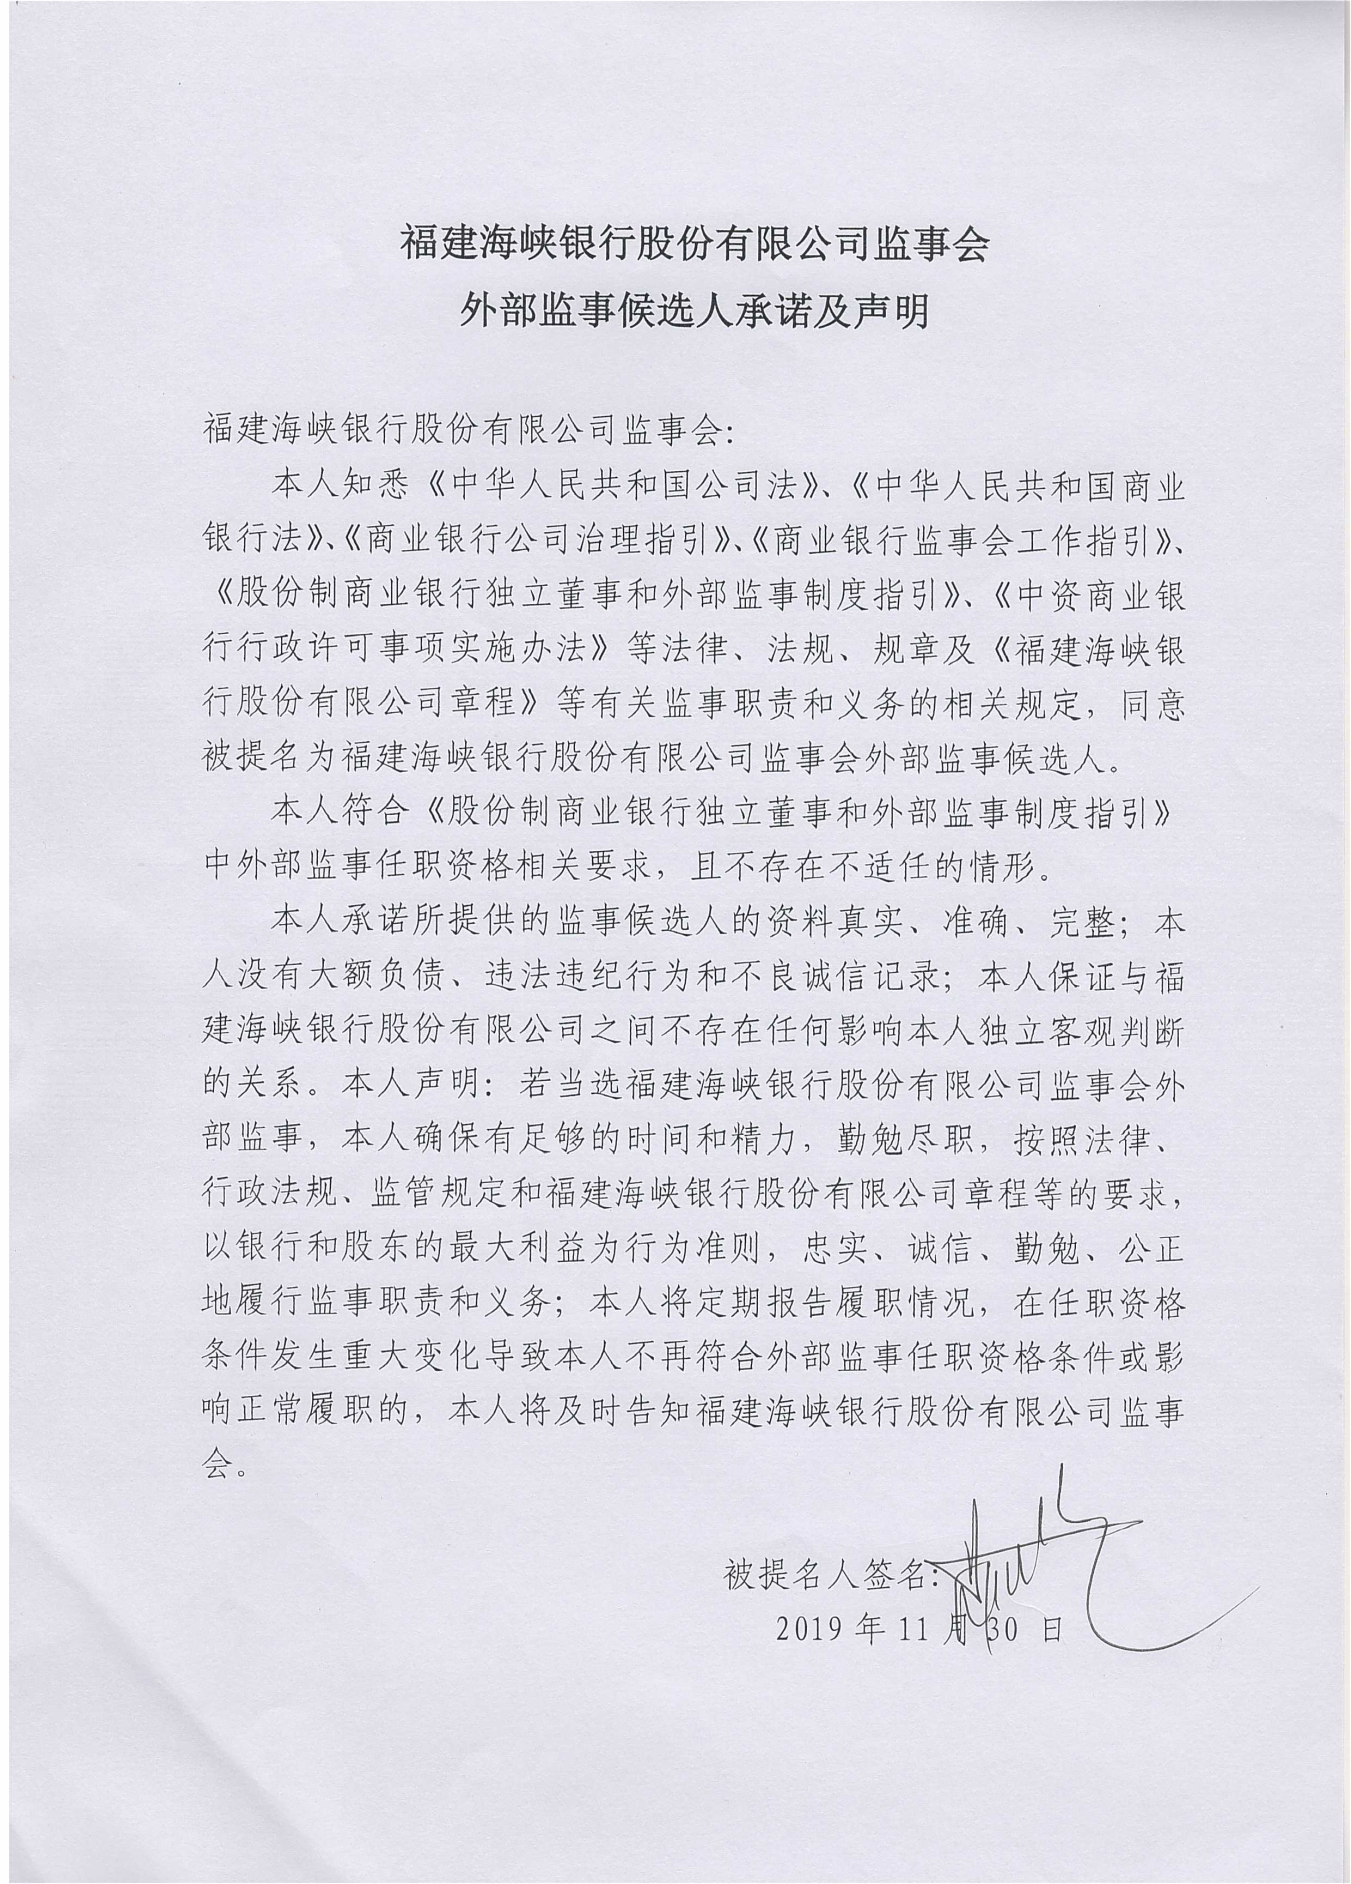 福建海峡银行股份有限公司监事会
外部监事候选人承诺及声明
福建海峡银行股份有限公司监事会：
本人知悉《中华人民共和国公司法》、《中华人民共和国商业
银行法》、《商业银行公司治理指引》、《商业银行监事会工作指引》、
《股份制商业银行独立董事和外部监事制度指引》、《中资商业银
行行政许可事项实施办法》等法律、法规、规章及《福建海峡银
行股份有限公司章程》等有关监事职责和义务的相关规定，同意
被提名为福建海峡银行股份有限公司监事会外部监事候选人。
本人符合《股份制商业银行独立董事和外部监事制度指引》
中外部监事任职资格相关要求，且不存在不适任的情形。
本人承诺所提供的监事候选人的资料真实、准确、完整；本
人没有大额负债、违法违纪行为和不良诚信记录；本人保证与福
建海峡银行股份有限公司之间不存在任何影响本人独立客观判断
的关系。本人声明：若当选福建海峡银行股份有限公司监事会外
部监事，本人确保有足够的时间和精力，勤勉尽职，按照法律、
行政法规、监管规定和福建海峡银行股份有限公司章程等的要求，
以银行和股东的最大利益为行为准则，忠实、诚信、勤勉、公正
地履行监事职责和义务；本人将定期报告履职情况，在任职资格
条件发生重大变化导致本人不再符合外部监事任职资格条件或影
响正常履职的，本人将及时告知福建海峡银行股份有限公司监事
会。
被提名人签名：
2019 年 11 月 30 日